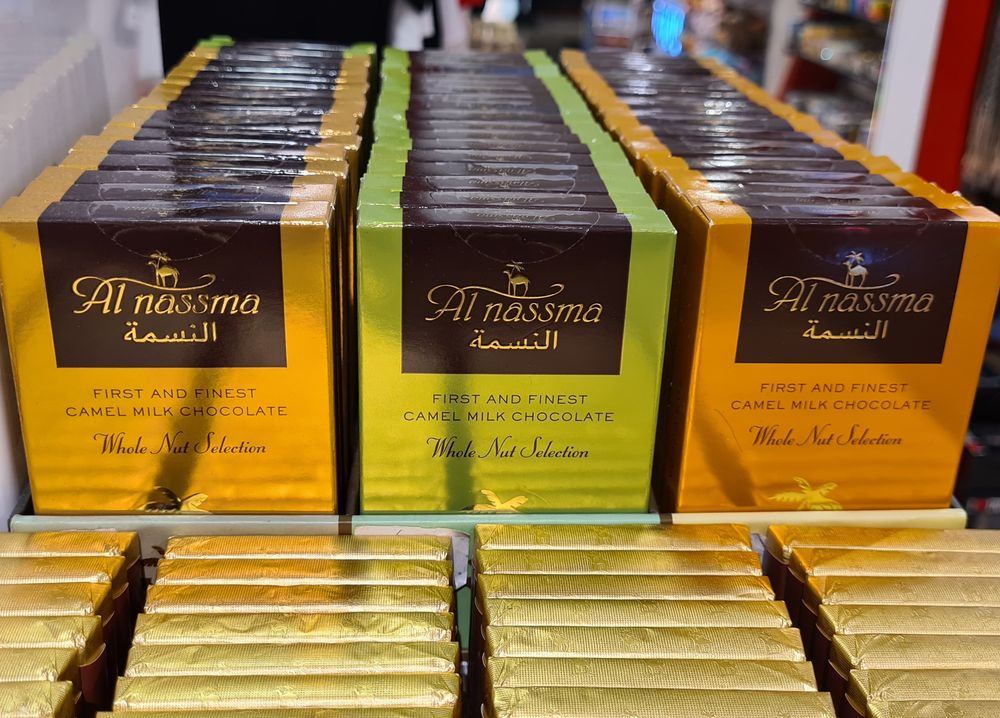 Al nassma
النسمة
FIRST AND FINEST
CAMEL MILK CHOCOLATE
Whole Nut Selection
Al nassma
النسمة
FIRST AND FINEST
CAMEL MILK CHOCOLATE
Whole Nut Selection
Al nassma
النسمة
FIRST AND FINEST
CAMEL MILK CHOCOLATE
Whole Nut Selection